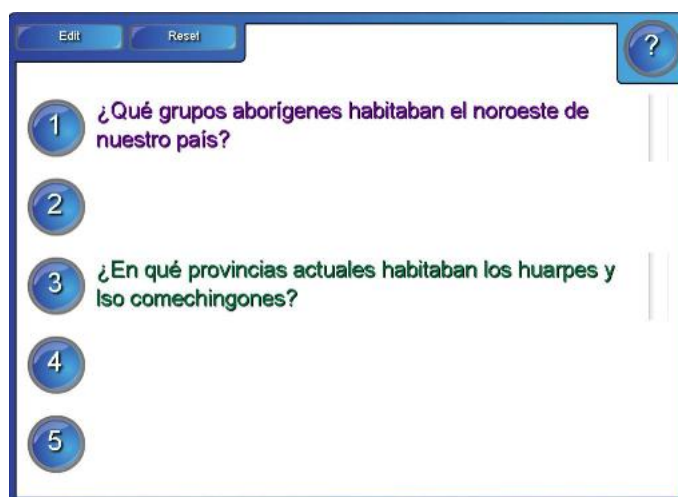 Edit
Reset
?
1
¿Qué grupos aborígenes habitaban el noroeste de
nuestro país?
2
3
¿En qué provincias actuales habitaban los huarpes y
lso comechingones?
4
5